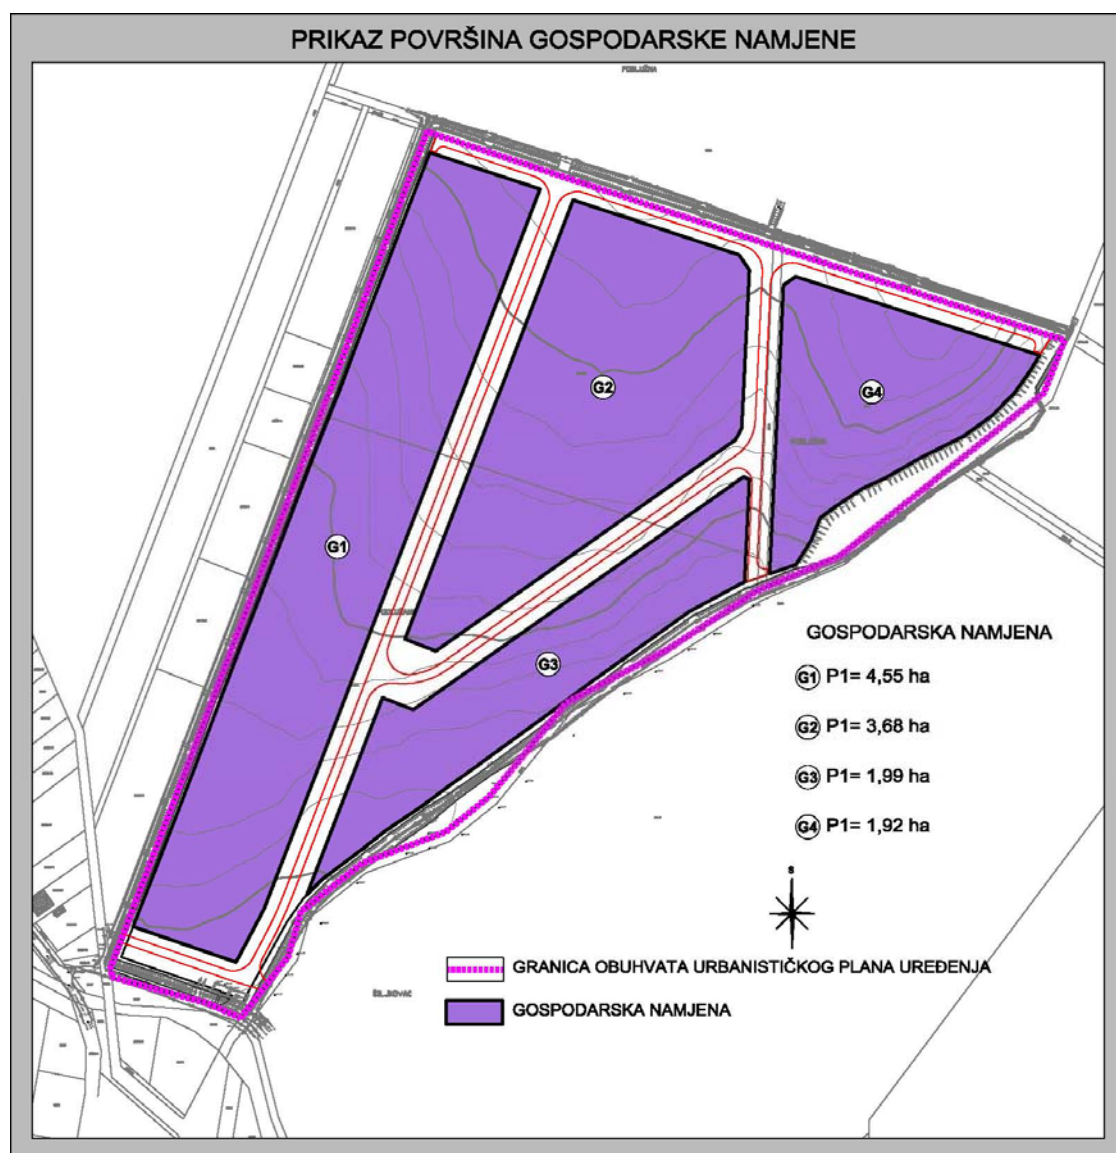 PRIKAZ POVRŠINA GOSPODARSKE NAMJENE
G1
G2
G3
G4
GOSPODARSKA NAMJENA
G1 P1= 4,55 ha
G2 P1= 3,68 ha
G3 P1= 1,99 ha
G4 P1= 1,92 ha
S
GRANICA OBUHVATA URBANISTIČKOG PLANA UREĐENJA
GOSPODARSKA NAMJENA